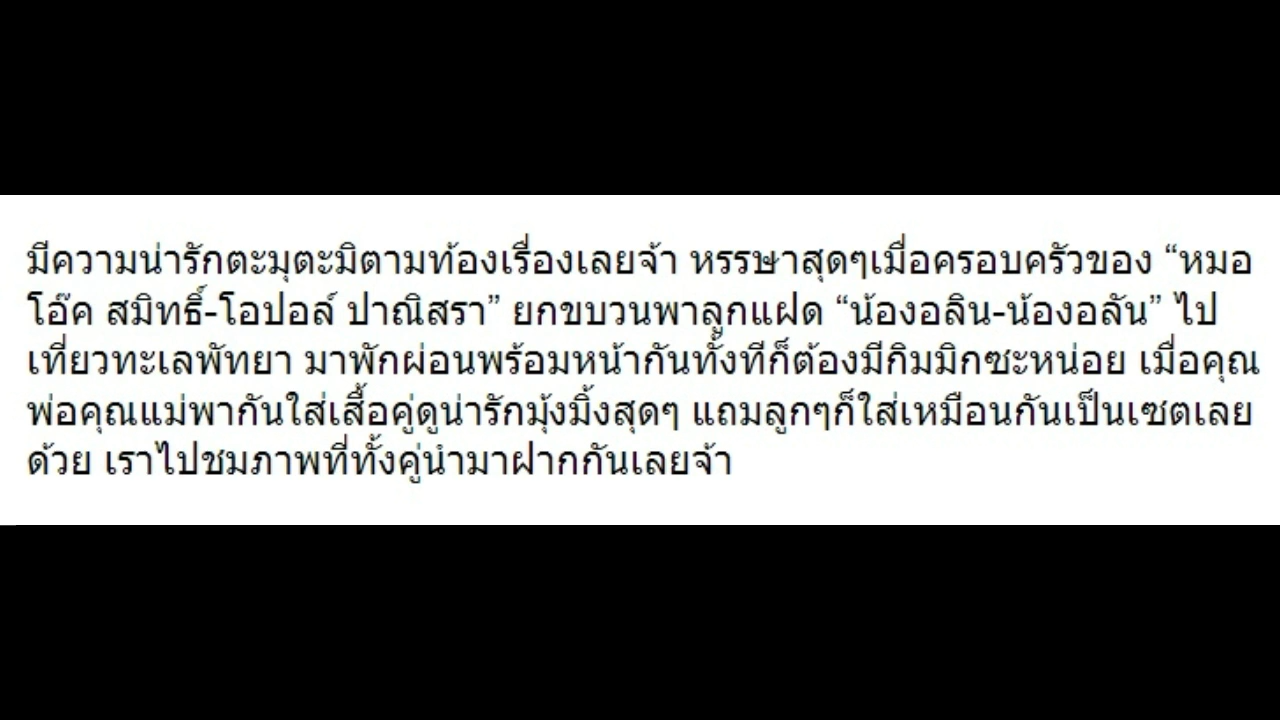 มีความน่ารักตะมุตะมิตามท้องเรื่องเลยจ้า หรรษาสุดๆเมื่อครอบครัวของ “หมอ
โอ๊ค สมิทธิ์-โอปอล์ ปาณิสรา” ยกขบวนพาลูกแฝด “น้องอลิน-น้องอลัน” ไป
เที่ยวทะเลพัทยา มาพักผ่อนพร้อมหน้ากันทั้งทีก็ต้องมีกิมมิกซะหน่อย เมื่อคุณ
พ่อคุณแม่พากันใส่เสื้อคู่ดูน่ารักมุ้งมิ้งสุดๆ แถมลูกๆก็ใส่เหมือนกันเป็นเซตเลย
ด้วย เราไปชมภาพที่ทั้งคู่นำมาฝากกันเลยจ้า